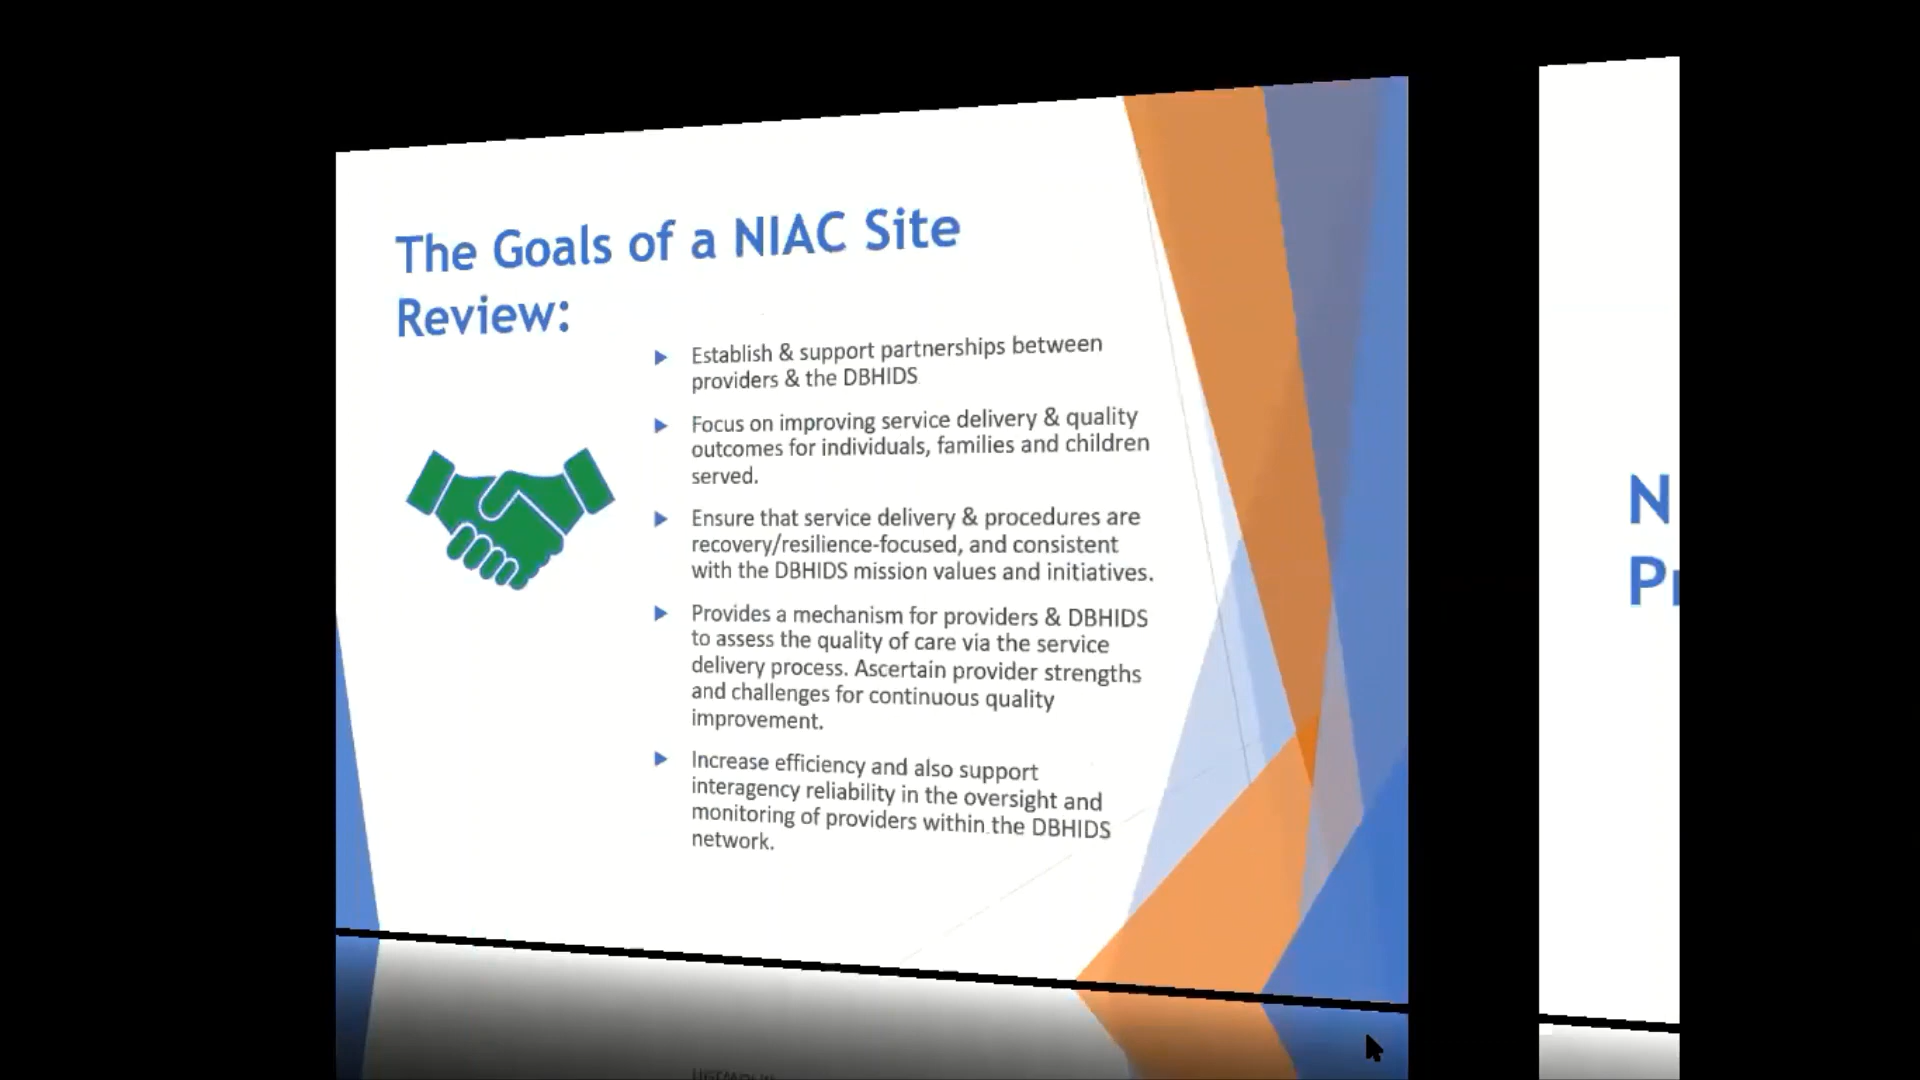 The Goals of a NIAC Site
Review:
Establish & support partnerships between
providers & the DBHIDS
Focus on improving service delivery & quality
outcomes for individuals, families and children
served.
Ensure that service delivery & procedures are
recovery/resilience-focused, and consistent
with the DBHIDS mission values and initiatives.
Provides a mechanism for providers & DBHIDS
to assess the quality of care via the service
delivery process. Ascertain provider strengths
and challenges for continuous quality
improvement.
Increase efficiency and also support
interagency reliability in the oversight and
monitoring of providers within the DBHIDS
network.
N